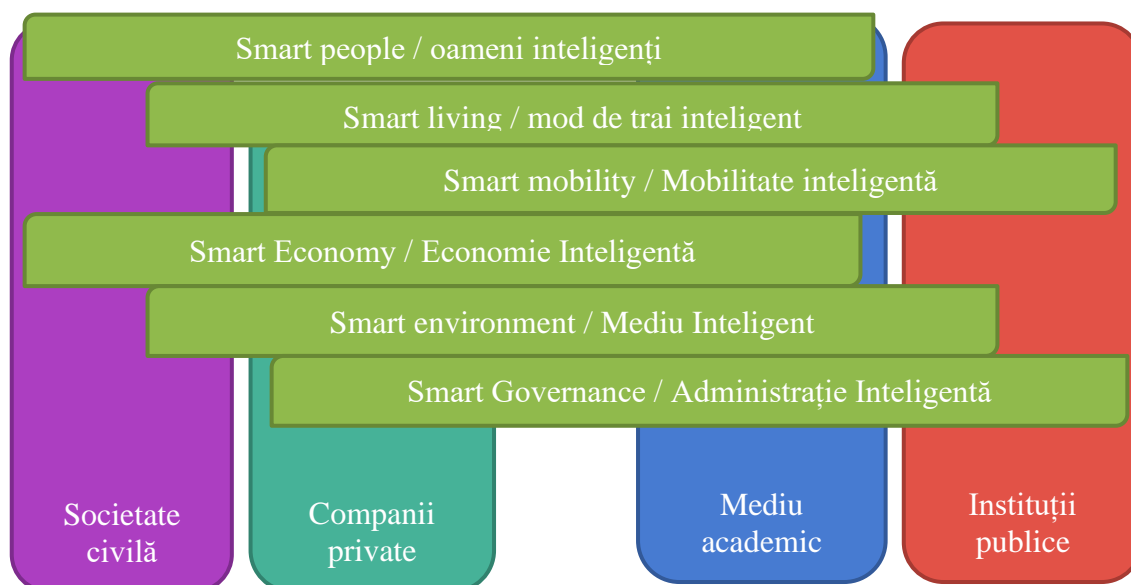 Smart people / oameni inteligenți
Smart living / mod de trai inteligent
Smart mobility / Mobilitate inteligentă
Smart Economy / Economie Inteligentă
Smart environment / Mediu Inteligent
Smart Governance / Administrație Inteligentă
Societate
civilă
Companii
private
Mediu
academic
Instituții
publice